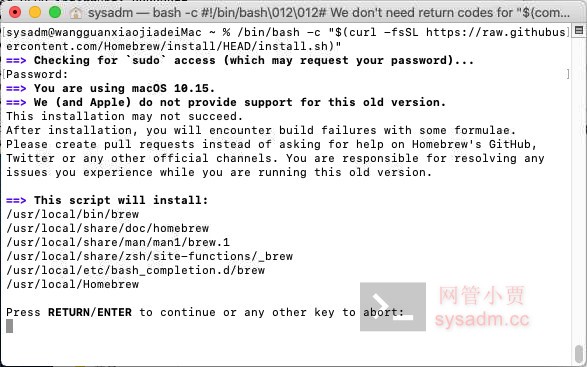 sysadm — bash -c #!/bin/bash\012\012# We don't need return codes for "$(com...
[sysadm@wangguanxiaojiadeiMac ~ % /bin/bash -c "$(curl -fsSL https://raw.githubus]
ercontent.com/Homebrew/install/HEAD/install.sh)"
==> Checking for `sudo` access (which may request your password)...
[Password:                                                                       ]
==> You are using macOS 10.15.
==> We (and Apple) do not provide support for this old version.
This installation may not succeed.
After installation, you will encounter build failures with some formulae.
Please create pull requests instead of asking for help on Homebrew's GitHub,
Twitter or any other official channels. You are responsible for resolving any
issues you experience while you are running this old version.
==> This script will install:
/usr/local/bin/brew
/usr/local/share/doc/homebrew
/usr/local/share/man/man1/brew.1
/usr/local/share/zsh/site-functions/_brew
/usr/local/etc/bash_completion.d/brew
/usr/local/Homebrew
Press RETURN/ENTER to continue or any other key to abort:
网管小贾
sysadm.cc